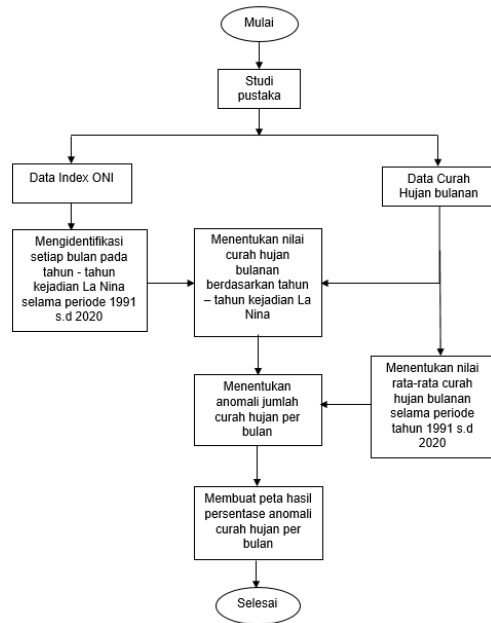 Mulai
Studi
pustaka
Data Index ONI
Data Curah
Hujan bulanan
Mengidentifikasi
setiap bulan pada
tahun - tahun
kejadian La Nina
selama periode 1991
s.d 2020
Menentukan nilai
curah hujan
bulanan
berdasarkan tahun
– tahun kejadian La
Nina
Menentukan nilai
rata-rata curah
hujan bulanan
selama periode
tahun 1991 s.d
2020
Menentukan
anomali jumlah
curah hujan per
bulan
Membuat peta hasil
persentase anomali
curah hujan per
bulan
Selesai